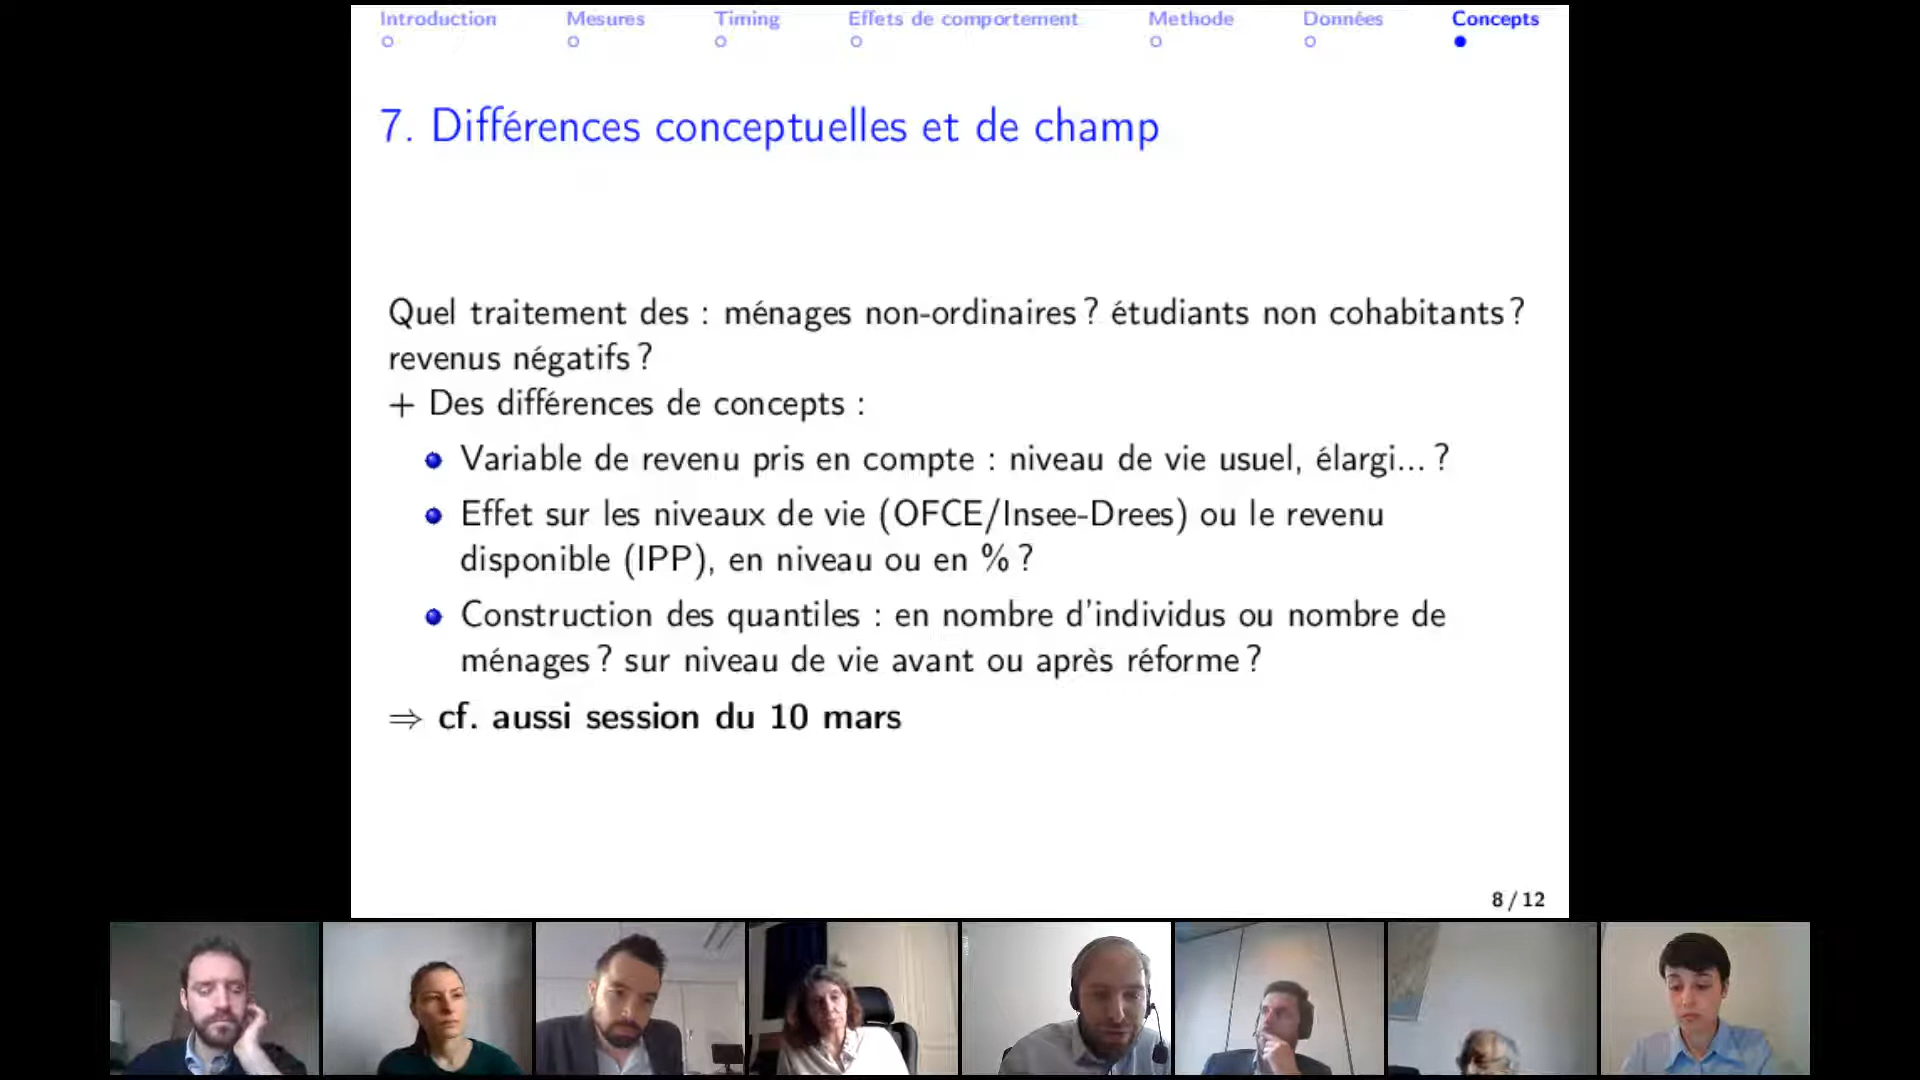 Introduction Mesures Timing Effets de comportement Methode Données Concepts
7. Différences conceptuelles et de champ
Quel traitement des : ménages non-ordinaires ? étudiants non cohabitants ?
revenus négatifs ?
+ Des différences de concepts :
Variable de revenu pris en compte : niveau de vie usuel, élargi... ?
Effet sur les niveaux de vie (OFCE/Insee-Drees) ou le revenu
disponible (IPP), en niveau ou en % ?
Construction des quantiles : en nombre d'individus ou nombre de
ménages ? sur niveau de vie avant ou après réforme ?
⇒ cf. aussi session du 10 mars
8 / 12